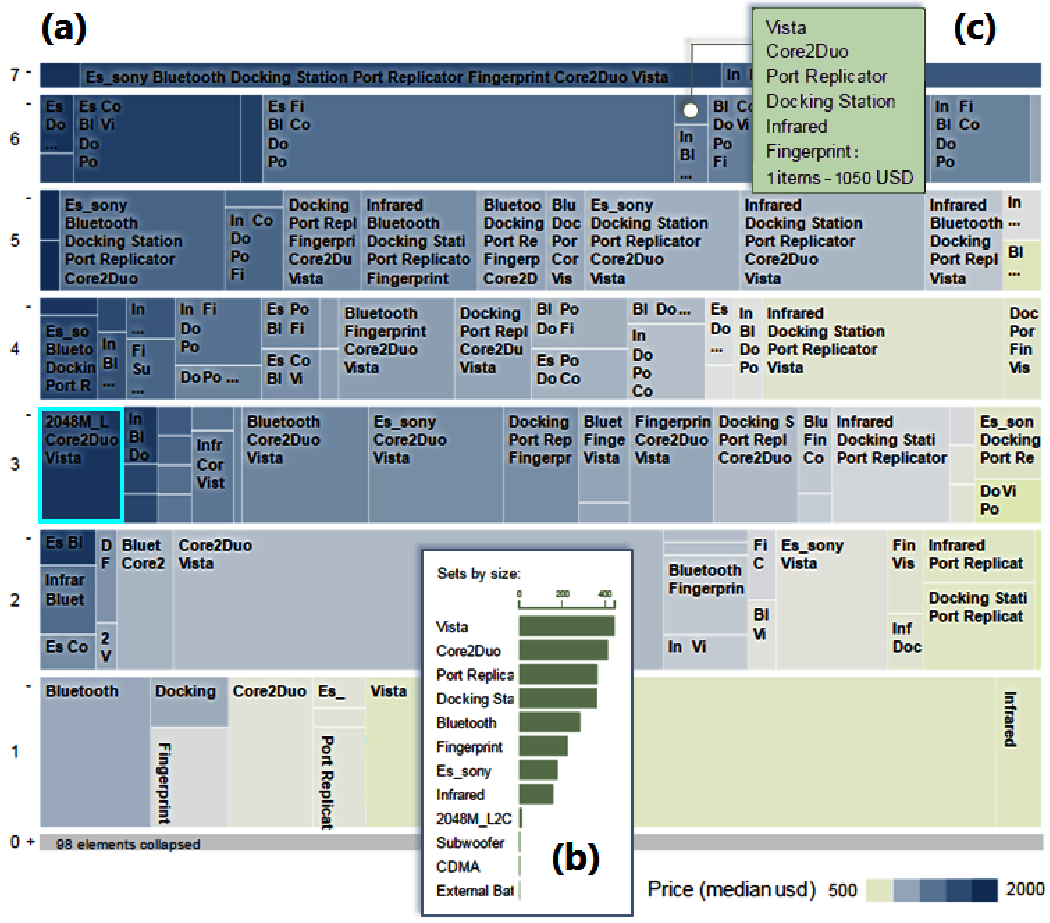 (a)
(c)
Vista
Core2Duo
Port Replicator
Docking Station
Infrared
Fingerprint :
1items - 1050 USD
7 -
Es_sony Bluetooth Docking Station Port Replicator Fingerprint Core2Duo Vista
In
-
6
Es
Do
...
Es Co
Bl Vi
Do
Po
Es Fi
Bl Co
Do
Po
In
Bl
...
Bl
Do Vi
Po
Fi
In Fi
Bl Co
Do
Po
-
5
Es_sony
Bluetooth
Docking Station
Port Replicator
Core2Duo
In Co
Do
Po
Fi
Docking
Port Repl
Fingerpri
Core2Du
Vista
Infrared
Bluetooth
Docking Stati
Port Replicato
Fingerprint
Bluetoo
Docking
Port Re
Fingerp
Core2D
Blu
Doc
Por
Cor
Vis
Es_sony
Docking Station
Port Replicator
Core2Duo
Vista
Infrared
Docking Station
Port Replicator
Core2Duo
Vista
Infrared
Bluetooth
Docking
Port Repl
Vista
In
...
Bl
...
-
4
Es_so
Blueto
Dockin
Port R
In
Bl
...
In
...
Fi
Su
...
In Fi
Do
Po
Do Po ...
Es Po
Bl Fi
Es Co
Bl Vi
Bluetooth
Fingerprint
Core2Duo
Vista
Docking
Port Repl
Core2Du
Vista
Bl Po
Do Fi
Es Po
Do Co
Bl Do...
In
Do
Po
Co
Es
Do
...
In
Bl
Do
Po
Infrared
Docking Station
Port Replicator
Vista
Doc
Por
Fin
Vis
-
3
2048M_L
Core2Duo
Vista
In
Bl
Do
Infr
Cor
Vist
Bluetooth
Core2Duo
Vista
Es_sony
Core2Duo
Vista
Docking
Port Rep
Fingerpr
Bluet
Finge
Vista
Fingerprin
Core2Duo
Vista
Docking S
Port Repl
Core2Duo
Blu
Fin
Co
Infrared
Docking Stati
Port Replicator
Es_son
Docking
Port Re
Do Vi
Po
-
2
Es Bl
Infrar
Bluet
Es Co
D
F
2
V
Bluet
Core2
Core2Duo
Vista
Bluetooth
Fingerprin
In Vi
Fi
C
Bl
Vi
Es_sony
Vista
Fin
Vis
Inf
Doc
Infrared
Port Replicat
Docking Stati
Port Replicat
-
1
Bluetooth
Docking
Fingerprint
Core2Duo
Es_
Port Replicat
Vista
Infrared
0 +
98 elements collapsed
Sets by size:
0 200 400
Vista
Core2Duo
Port Replica
Docking Sta
Bluetooth
Fingerprint
Es_sony
Infrared
2048M_L2C
Subwoofer
CDMA
External Bat
(b)
Price (median usd) 500 2000